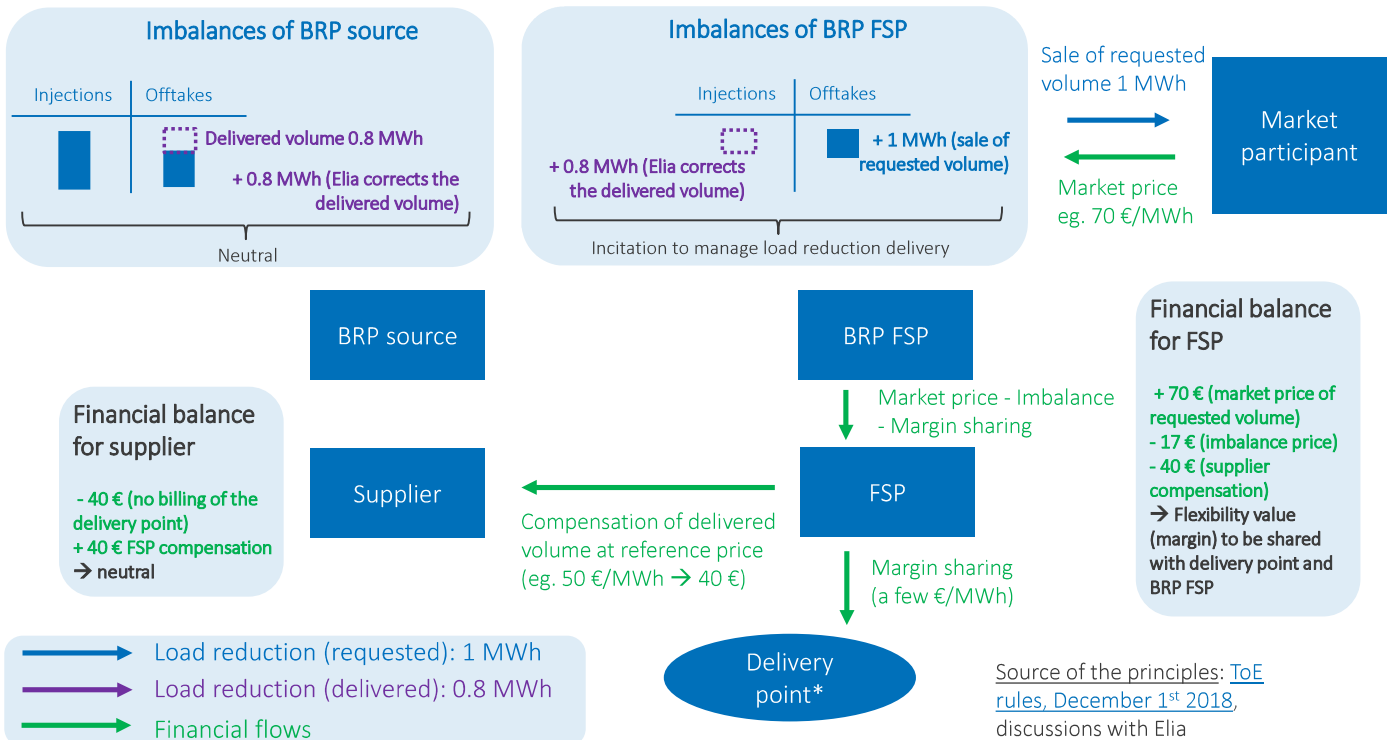 Imbalances of BRP source
Injections
Offtakes
Delivered volume 0.8 MWh
+ 0.8 MWh (Elia corrects the
delivered volume)
Neutral
Imbalances of BRP FSP
Injections
Offtakes
+ 0.8 MWh (Elia corrects
the delivered volume)
+ 1 MWh (sale of
requested volume)
Incitation to manage load reduction delivery
Sale of requested
volume 1 MWh
Market price
eg. 70 €/MWh
Market
participant
BRP source
BRP FSP
Market price - Imbalance
- Margin sharing
Financial balance
for FSP
+ 70 € (market price of
requested volume)
- 17 € (imbalance price)
- 40 € (supplier
compensation)
→ Flexibility value
(margin) to be shared
with delivery point and
BRP FSP
Financial balance
for supplier
- 40 € (no billing of the
delivery point)
+ 40 € FSP compensation
→ neutral
Supplier
FSP
Compensation of delivered
volume at reference price
(eg. 50 €/MWh → 40 €)
Margin sharing
(a few €/MWh)
Delivery
point*
Load reduction (requested): 1 MWh
Load reduction (delivered): 0.8 MWh
Financial flows
Source of the principles: ToE
rules, December 1st 2018,
discussions with Elia